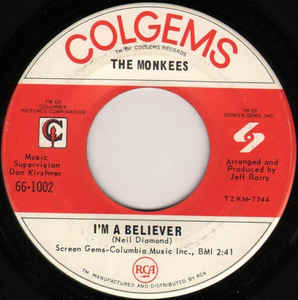 COLGEMS
TM OF COLGEMS RECORDS
THE MONKEES
TM OF
COLUMBIA
PICTURES CORPORATION
TM OF
SCREEN GEMS, INC.
C
Music
Supervision
Don Kirshner
66-1002
Arranged and
Produced by
Jeff Barry
TZKM-7744
I'M A BELIEVER
(Neil Diamond)
Screen Gems-Columbia Music Inc., BMI 2:41
RCA
MANUFACTURED AND DISTRIBUTED BY RCA